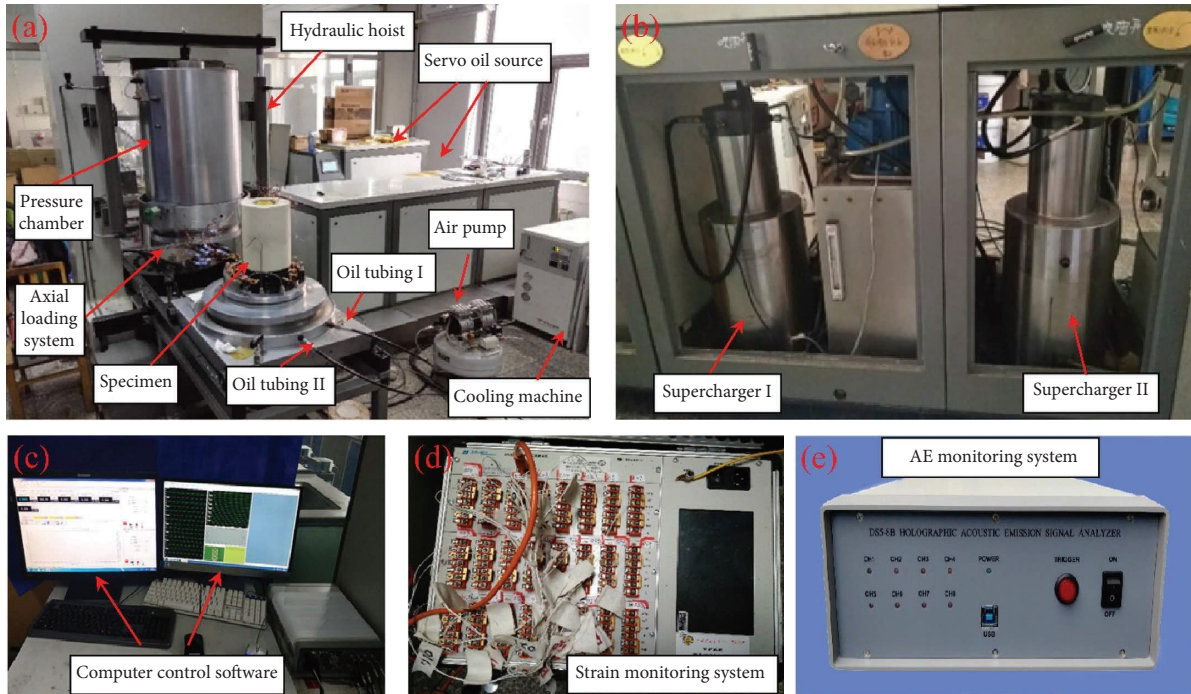 (a)
Hydraulic hoist
Servo oil source
Pressure
chamber
Air pump
Oil tubing I
Axial
loading
system
Specimen
Oil tubing II
Cooling machine
(b)
Supercharger I
Supercharger II
(c)
Computer control software
(d)
Strain monitoring system
(e)
AE monitoring system
DS5-8B HOLOGRAPHIC ACOUSTIC EMISSION SIGNAL ANALYZER
CH1 CH2 CH3 CH4 POWER
BRIGGER
ON
CH5 CH6 CH7 CH8
USB
OFF